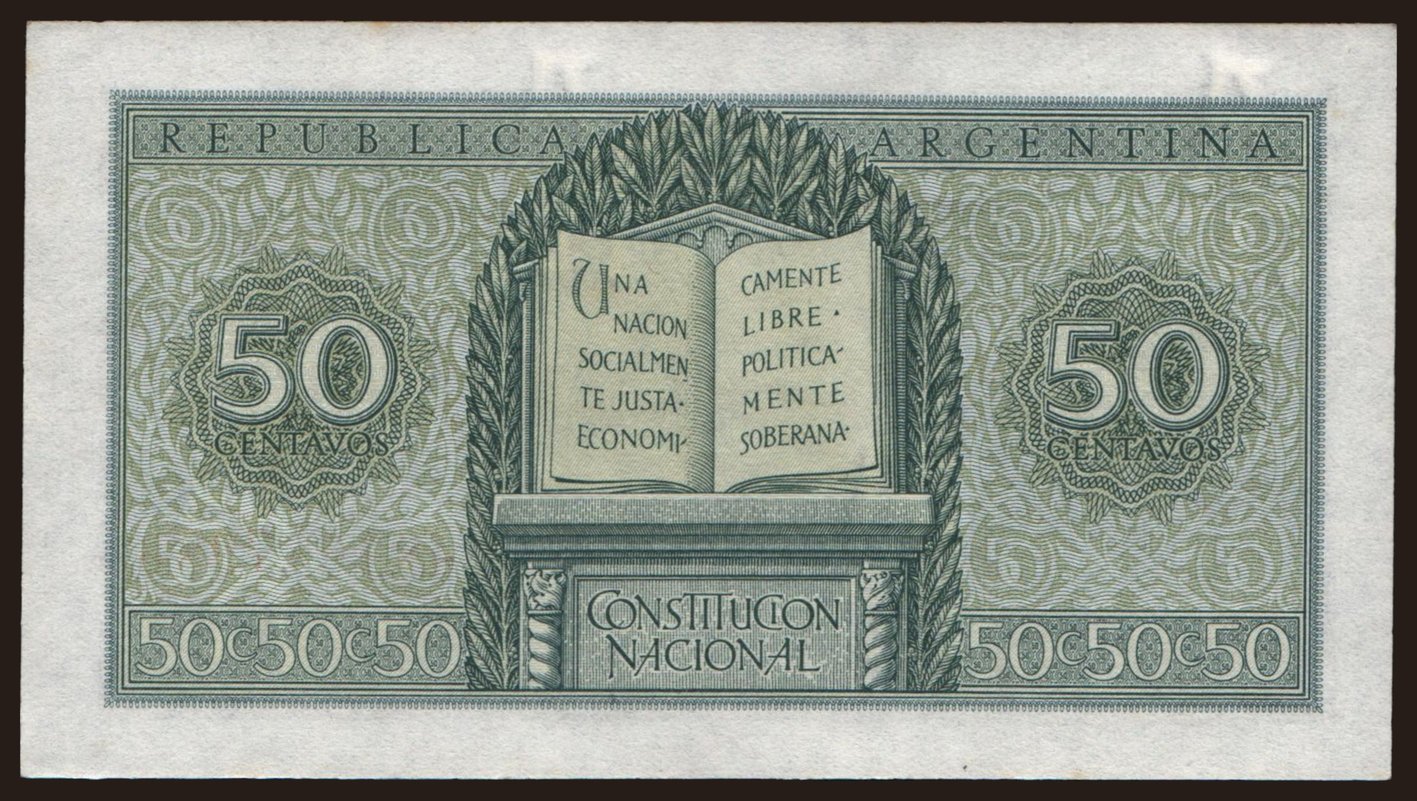 REPUBLICA ARGENTINA
UNA
NACION
SOCIALMEN
TE JUSTA·
ECONOMI-
CAMENTE
LIBRE·
POLITICA-
MENTE
SOBERANA·
50
CENTAVOS
50
CENTAVOS
CONSTITUCION
NACIONAL
50C50C50
50C50C50